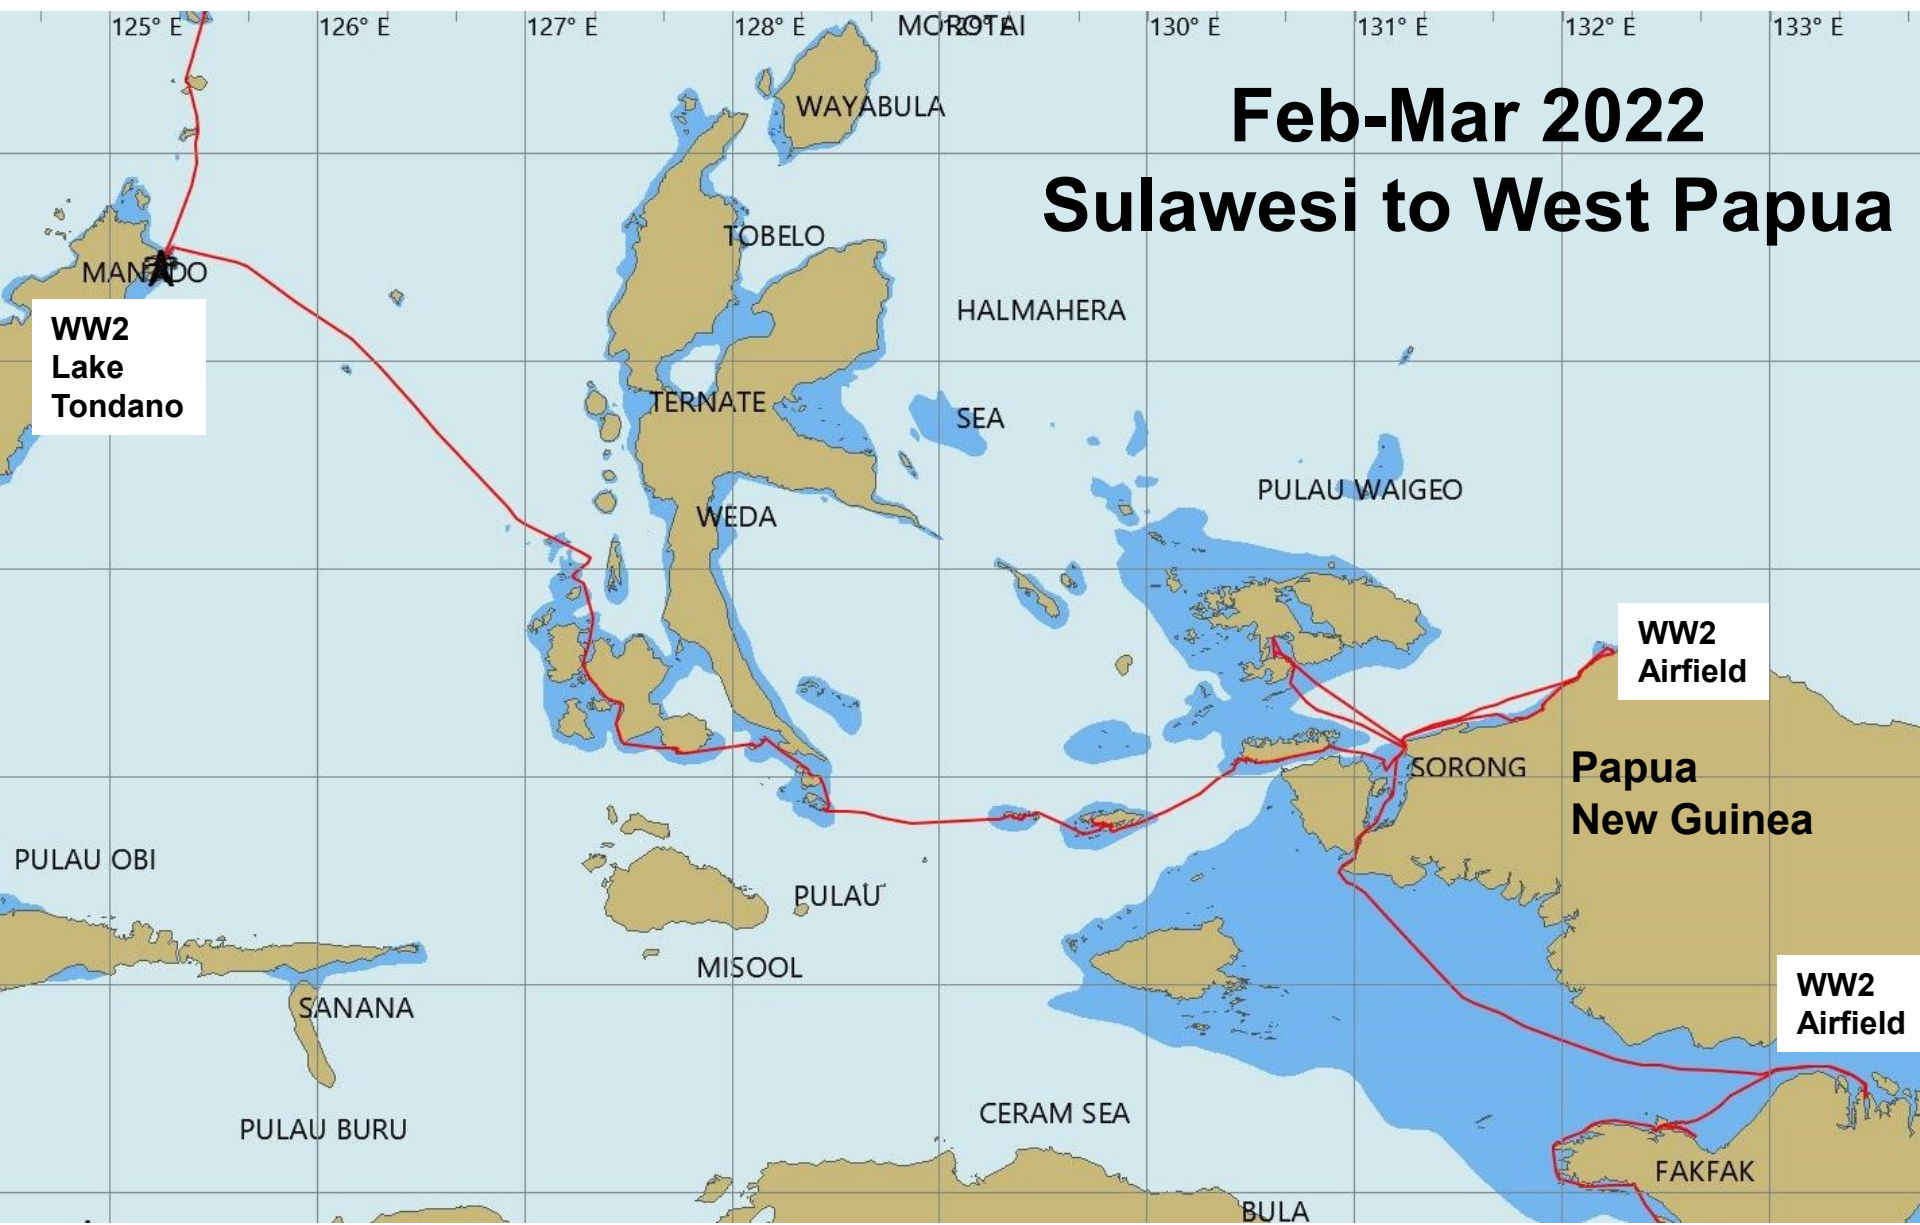 125° E
126° E
127° E
128° E
MOROTAI
129° E
130° E
131° E
132° E
133° E
Feb-Mar 2022
Sulawesi to West Papua
WAYABULA
TOBELO
MANADO
HALMAHERA
WW2
Lake
Tondano
TERNATE
SEA
PULAU WAIGEO
WEDA
WW2
Airfield
SORONG
Papua
New Guinea
PULAU OBI
PULAU
MISOOL
SANANA
WW2
Airfield
CERAM SEA
PULAU BURU
FAKFAK
BULA